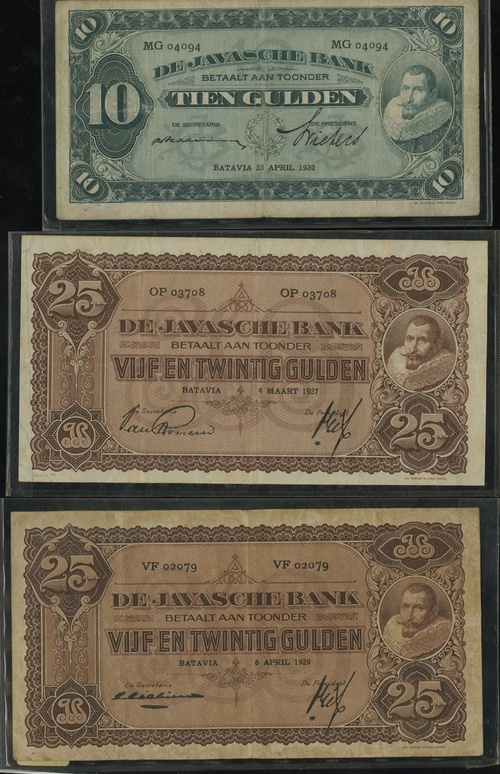 10 10
MG 04094 MG 04094
DE JAVASCHE BANK
BETAALT AAN TOONDER
10 TIEN GULDEN
DE SECRETARIS DE PRESIDENT
BATAVIA 25 APRIL 1930
10 10
25 JB
OP 03708 OP 03708
DE JAVASCHE BANK
BETAALT AAN TOONDER
VIJF EN TWINTIG GULDEN
BATAVIA 4 MAART 1927
De Secretaris De President
JB 25
25 JB
VF 02079 VF 02079
DE JAVASCHE BANK
BETAALT AAN TOONDER
VIJF EN TWINTIG GULDEN
BATAVIA 6 APRIL 1929
De Secretaris De President
JB 25